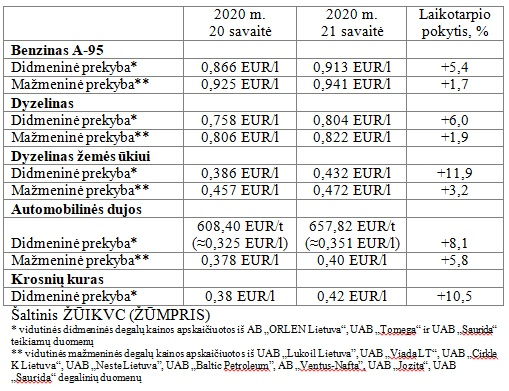 2020 m. 20 savaitė 2020 m. 21 savaitė Laikotarpio pokytis, %
Benzinas A-95
Didmeninė prekyba* 0,866 EUR/l 0,913 EUR/l +5,4
Mažmeninė prekyba** 0,925 EUR/l 0,941 EUR/l +1,7
Dyzelinas
Didmeninė prekyba* 0,758 EUR/l 0,804 EUR/l +6,0
Mažmeninė prekyba** 0,806 EUR/l 0,822 EUR/l +1,9
Dyzelinas žemės ūkiui
Didmeninė prekyba* 0,386 EUR/l 0,432 EUR/l +11,9
Mažmeninė prekyba** 0,457 EUR/l 0,472 EUR/l +3,2
Automobilinės dujos
Didmeninė prekyba* 608,40 EUR/t (≈0,325 EUR/l) 657,82 EUR/t (≈0,351 EUR/l) +8,1
Mažmeninė prekyba** 0,378 EUR/l 0,40 EUR/l +5,8
Krosnių kuras
Didmeninė prekyba* 0,38 EUR/l 0,42 EUR/l +10,5
Šaltinis ŽŪIKVC (ŽŪMPRIS)
* vidutinės didmeninės degalų kainos apskaičiuotos iš AB „ORLEN Lietuva“, UAB „Tomega“ ir UAB „Saurida“
teikiamų duomenų
** vidutinės mažmeninės degalų kainos apskaičiuotos iš UAB „Lukoil Lietuva”, UAB „Viada LT“, UAB „Cirkle
K Lietuva“, UAB „Neste Lietuva”, UAB „Baltic Petroleum”, AB „Ventus-Nafta”, UAB „Jozita“, UAB
„Saurida“ degalinių duomenų